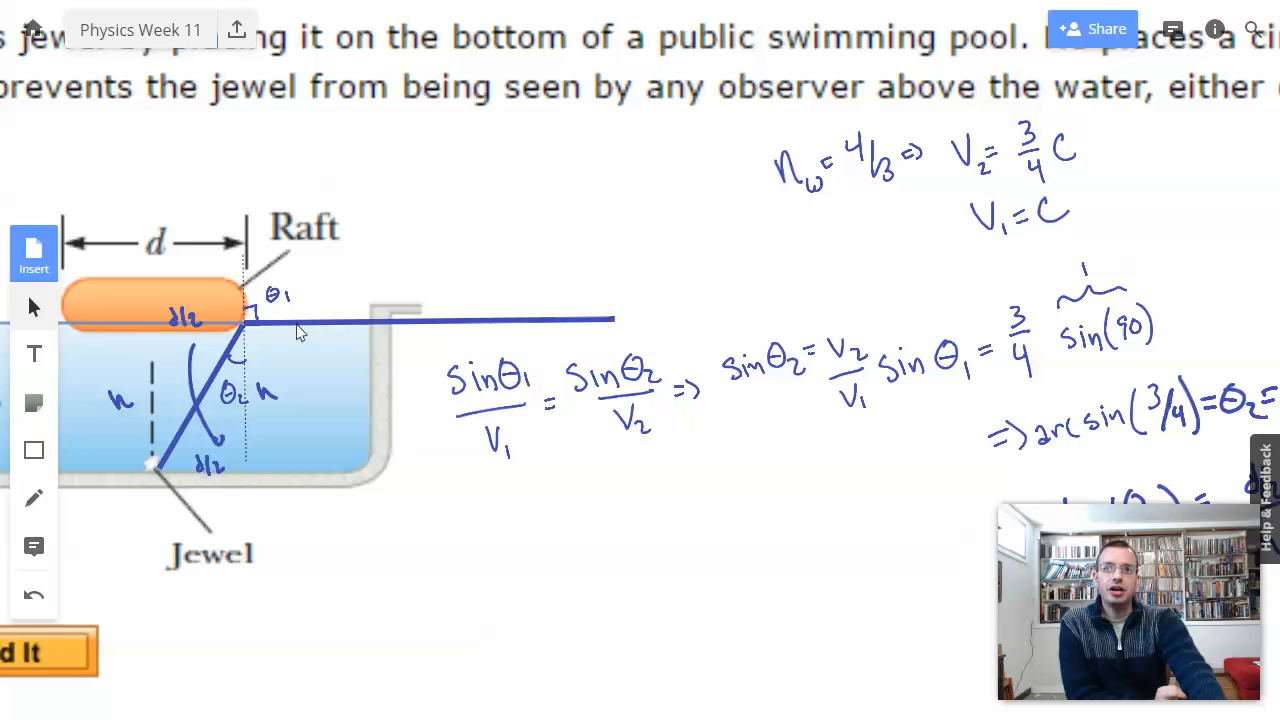 Physics Week 11
Share
s jewel by placing it on the bottom of a public swimming pool. places a ci
prevents the jewel from being seen by any observer above the water, either
n_w = 4/3 => V_2 = 3/4 C
V_1 = C
d
Raft
Insert
θ_1
d/2
h
θ_2
h
d/2
Jewel
sinθ_1/V_1 = sinθ_2/V_2 => sinθ_2 = V_2/V_1 sin θ_1 = 3/4 sin(90)
1
=> arcsin(3/4) = θ_2 =
Help & Feedback
d It